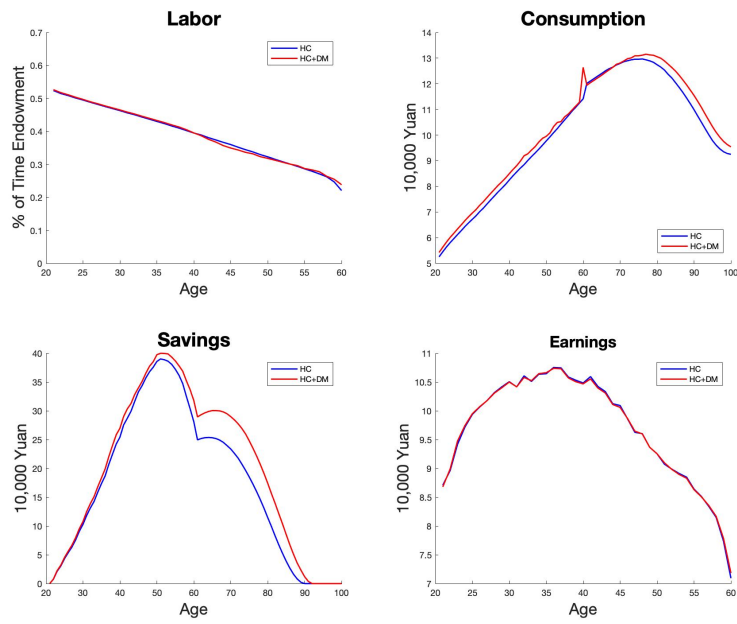 Labor
% of Time Endowment
0.7
0.6
0.5
0.4
0.3
0.2
0.1
0
20 25 30 35 40 45 50 55 60
Age
HC
HC+DM
Consumption
10,000 Yuan
14
13
12
11
10
9
8
7
6
5
20 30 40 50 60 70 80 90 100
Age
HC
HC+DM
Savings
10,000 Yuan
40
35
30
25
20
15
10
5
0
20 30 40 50 60 70 80 90 100
Age
HC
HC+DM
Earnings
10,000 Yuan
11
10.5
10
9.5
9
8.5
8
7.5
7
20 25 30 35 40 45 50 55 60
Age
HC
HC+DM